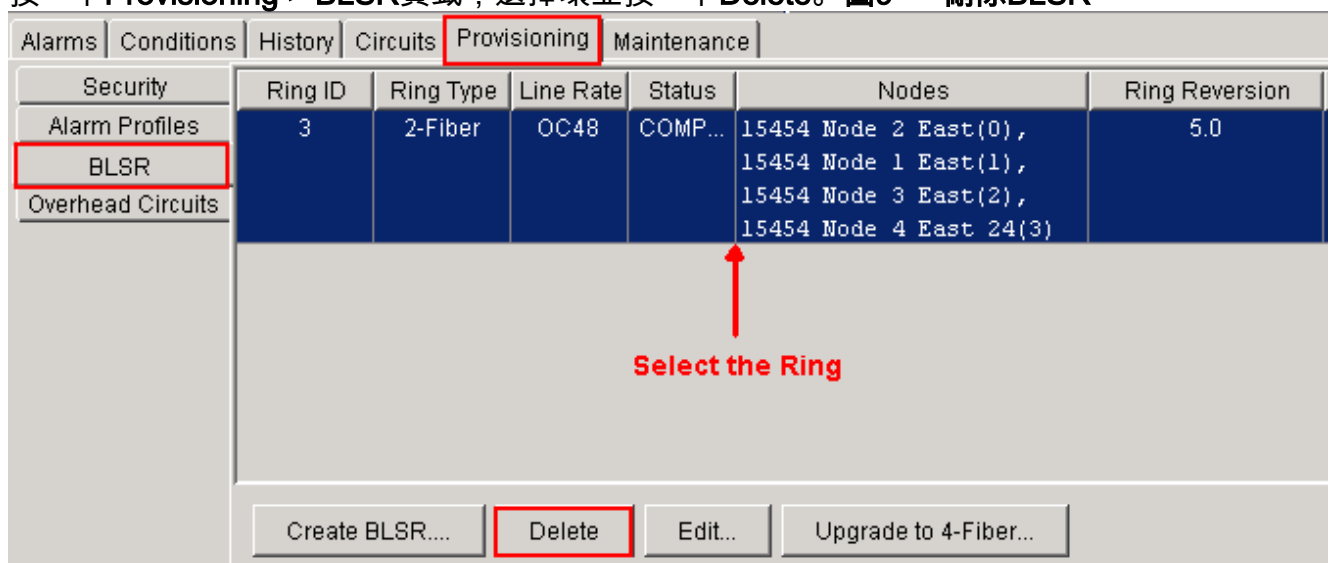 Alarms Conditions History Circuits Provisioning Maintenance
Security
Alarm Profiles
BLSR
Overhead Circuits
Ring ID Ring Type Line Rate Status Nodes Ring Reversion
3 2-Fiber OC48 COMP... 15454 Node 2 East(0), 5.0
15454 Node 1 East(1),
15454 Node 3 East(2),
15454 Node 4 East 24(3)
Select the Ring
Create BLSR.... Delete Edit... Upgrade to 4-Fiber...